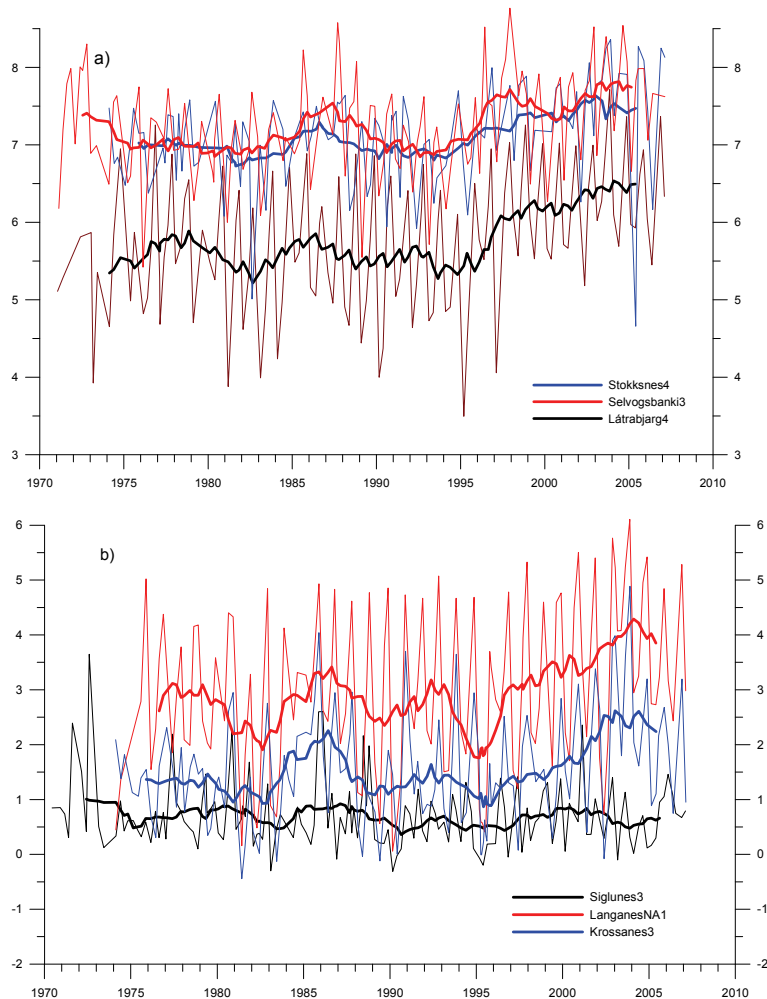 a)
8 8
7 7
6 6
5 5
4 4
Stokksnes4
Selvogsbanki3
Látrabjarg4
3 3
1970 1975 1980 1985 1990 1995 2000 2005 2010
6 6
b)
5 5
4 4
3 3
2 2
1 1
0 0
Siglunes3
-1 -1
LanganesNA1
Krossanes3
-2 -2
1970 1975 1980 1985 1990 1995 2000 2005 2010